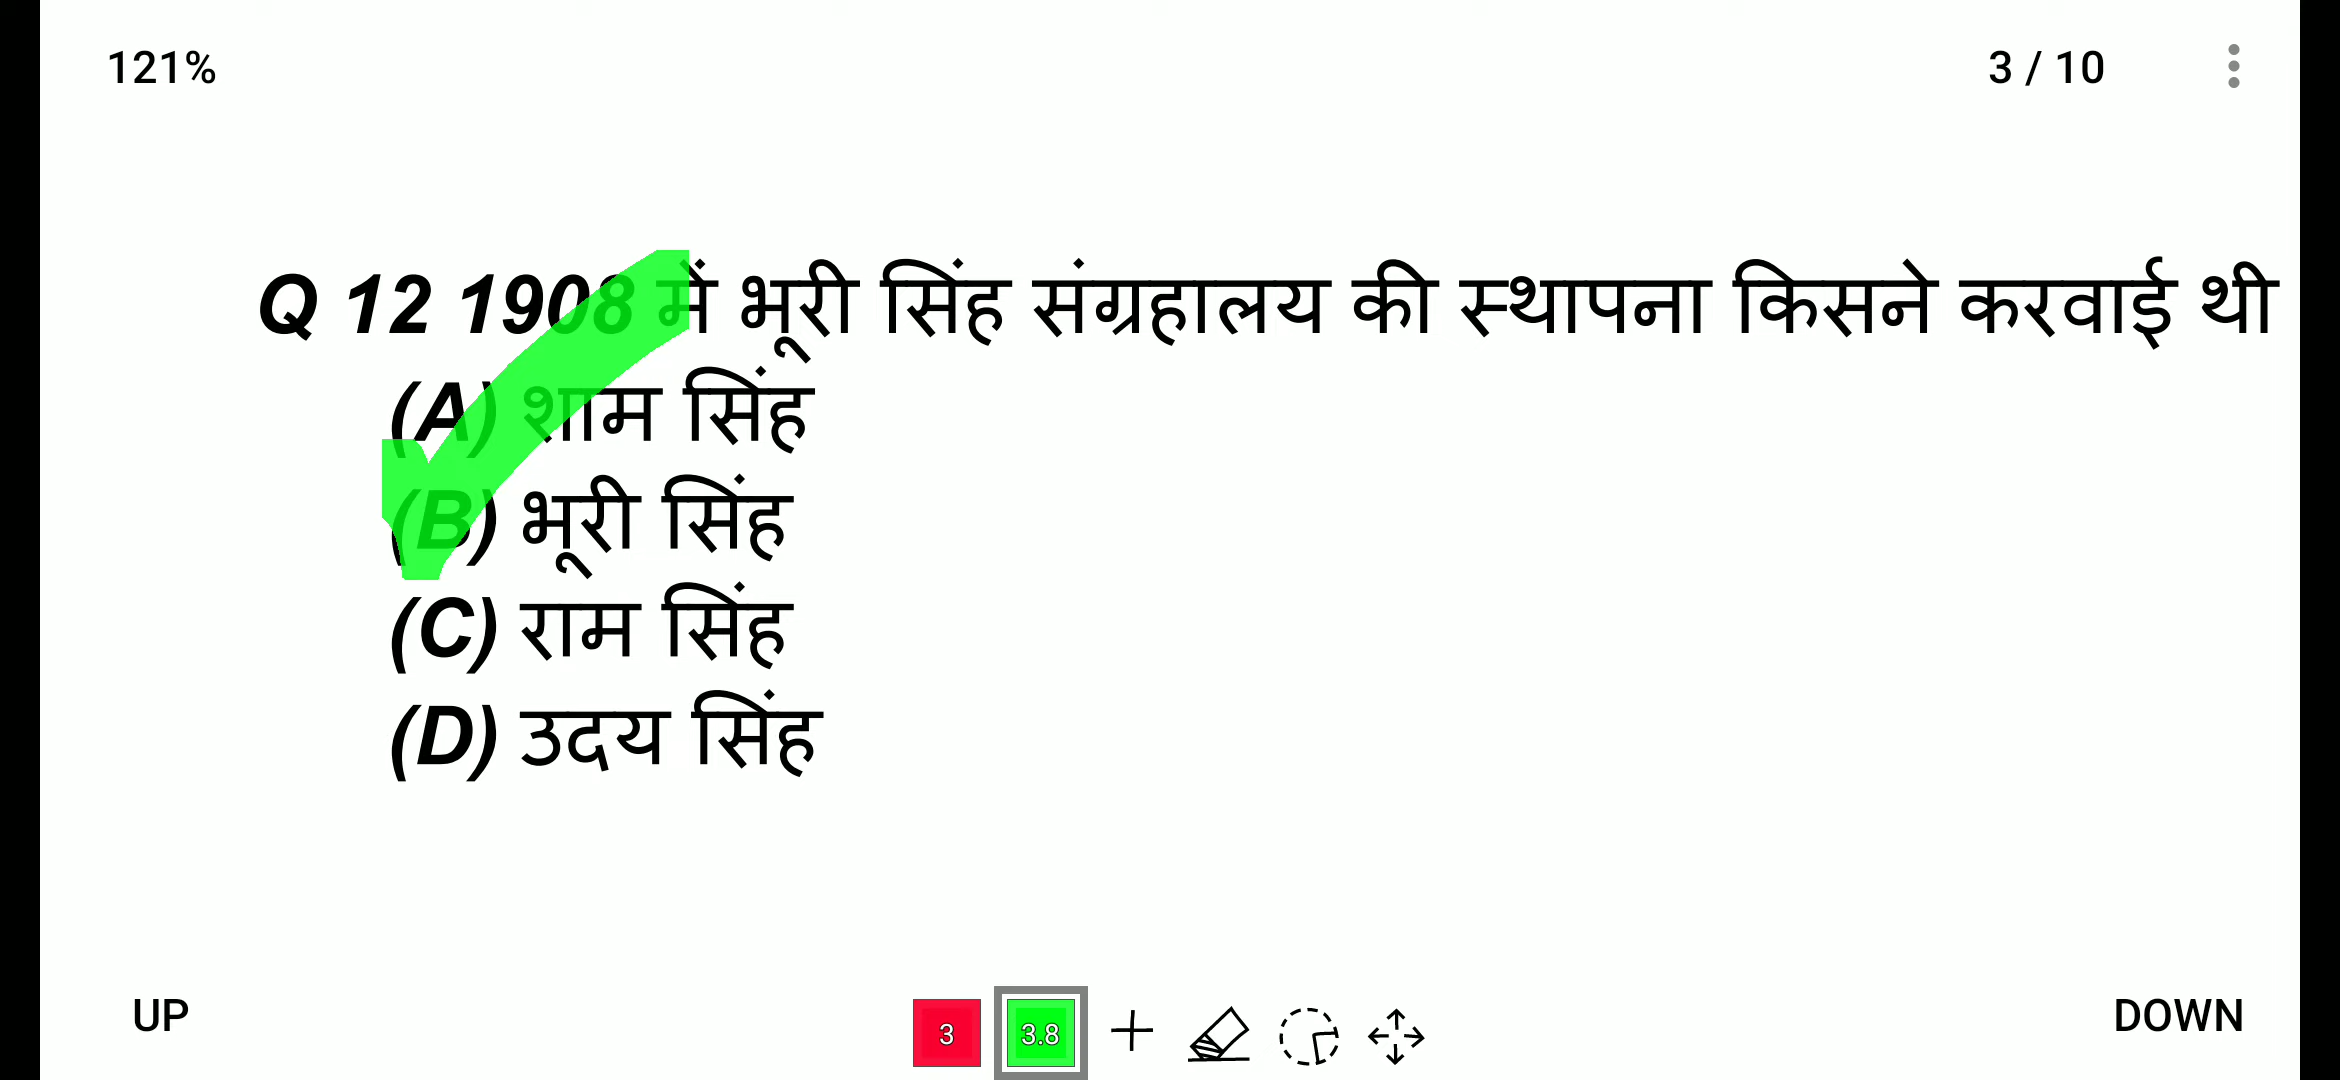 121%
3 / 10
Q 12 1908 में भूरी सिंह संग्रहालय की स्थापना किसने करवाई थी
(A) शाम सिंह
(B) भूरी सिंह
(C) राम सिंह
(D) उदय सिंह
UP
3
3.8
DOWN